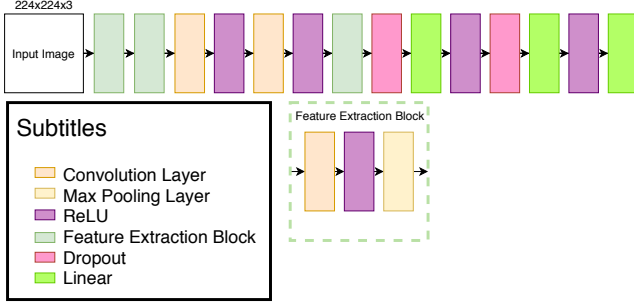 224x224x3
Input Image
Subtitles
Convolution Layer
Max Pooling Layer
ReLU
Feature Extraction Block
Dropout
Linear
Feature Extraction Block